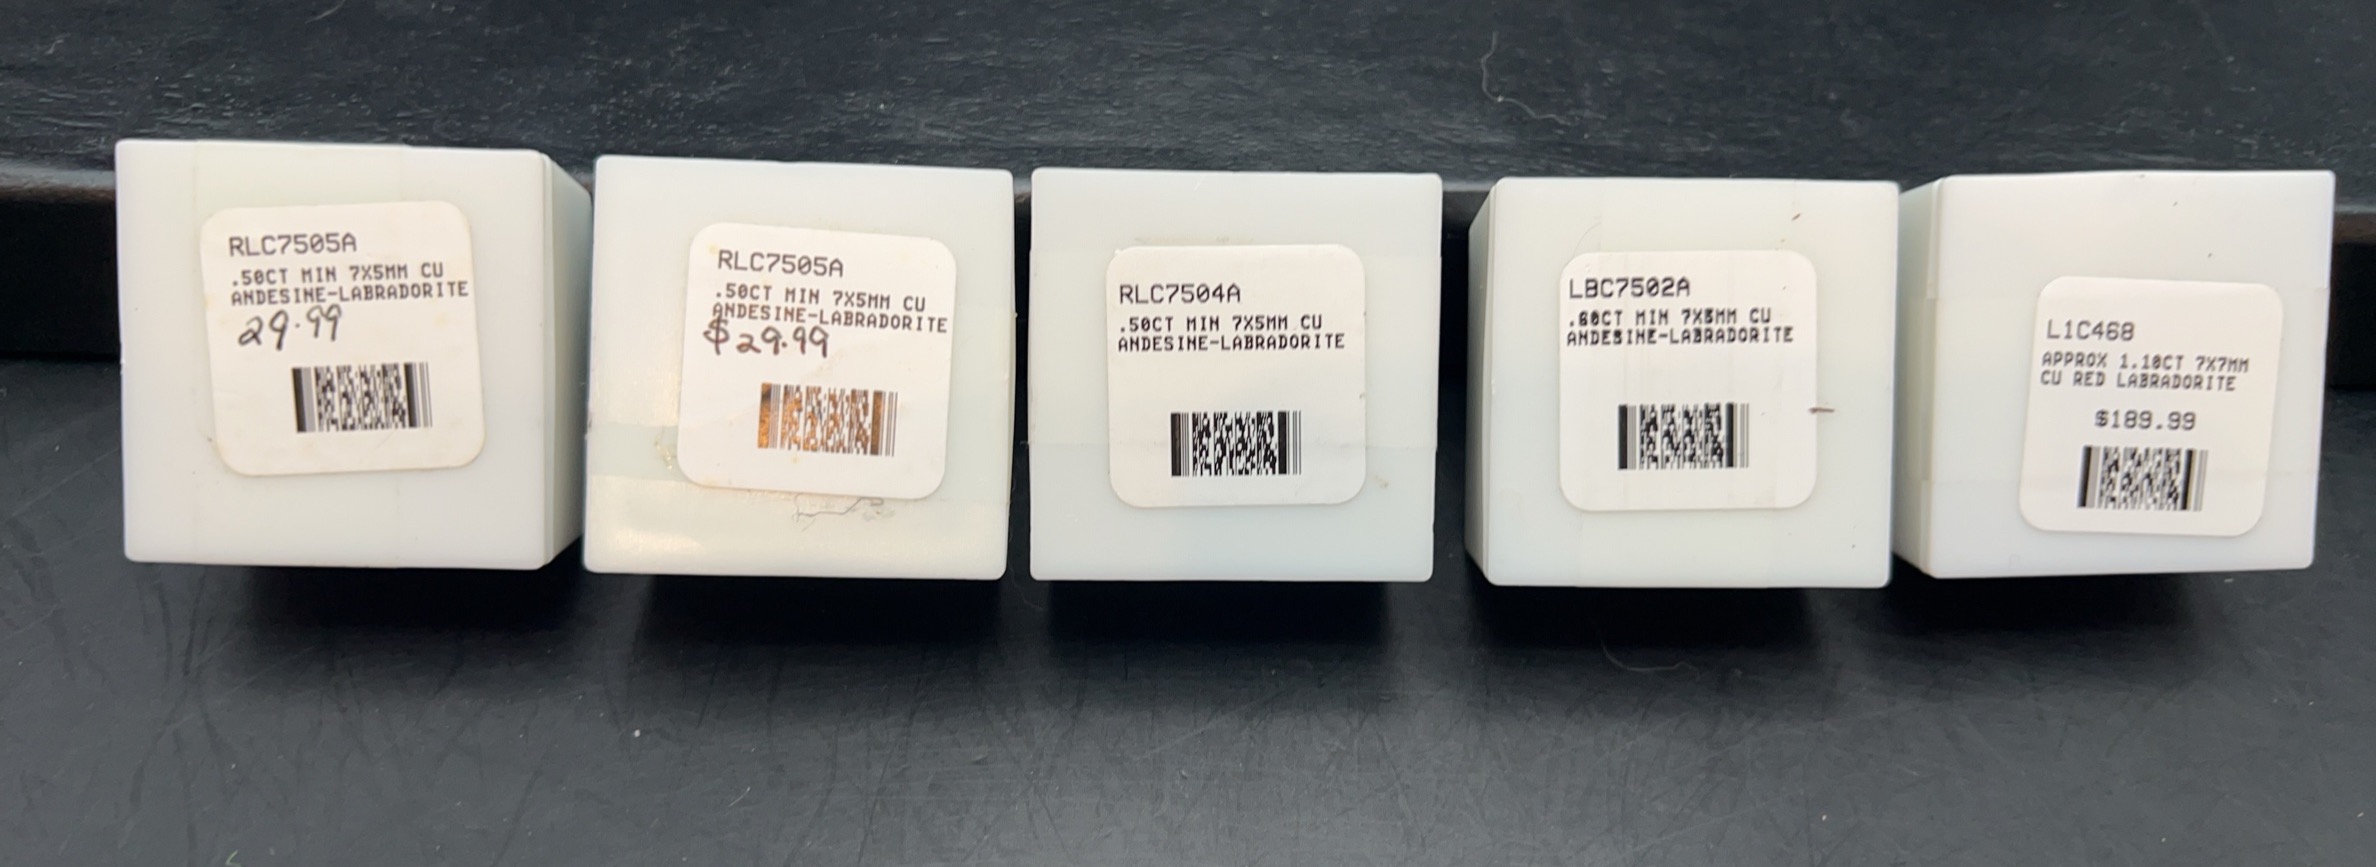 RLC7505A
.50CT MIN 7X5MM CU
ANDESINE-LABRADORITE
29.99
RLC7505A
.50CT MIN 7X5MM CU
ANDESINE-LABRADORITE
$29.99
RLC7504A
.50CT MIN 7X5MM CU
ANDESINE-LABRADORITE
LBC7502A
.60CT MIN 7X5MM CU
ANDESINE-LABRADORITE
L1C468
APPROX 1.10CT 7X7MM
CU RED LABRADORITE
$189.99